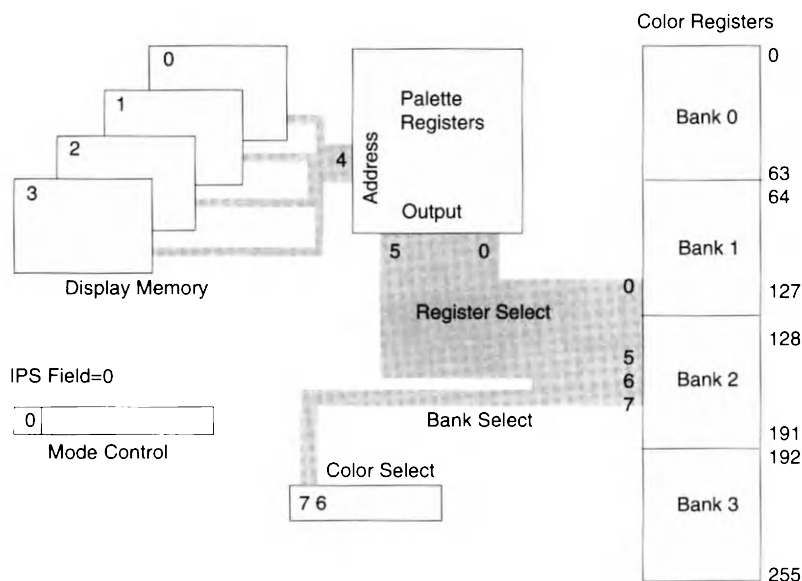 Color Registers
0
Bank 0
63
64
Bank 1
127
128
Bank 2
191
192
Bank 3
255
0
1
2
3
Display Memory
4
Address
Palette
Registers
Output
5 0
Register Select
0
5
6
7
Bank Select
IPS Field=0
0
Mode Control
Color Select
7 6